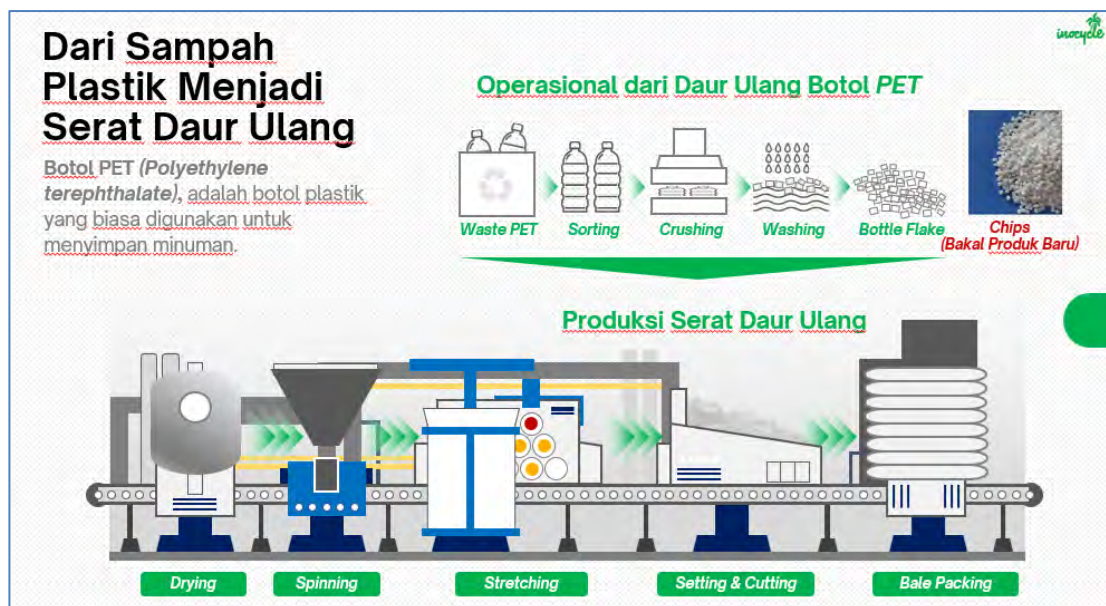 Dari Sampah
Plastik Menjadi
Serat Daur Ulang
Botol PET (Polyethylene
terephthalate), adalah botol plastik
yang biasa digunakan untuk
menyimpan minuman.
inocycle
Operasional dari Daur Ulang Botol PET
Waste PET
Sorting
Crushing
Washing
Bottle Flake
Chips
(Bakal Produk Baru)
Produksi Serat Daur Ulang
Drying
Spinning
Stretching
Setting & Cutting
Bale Packing